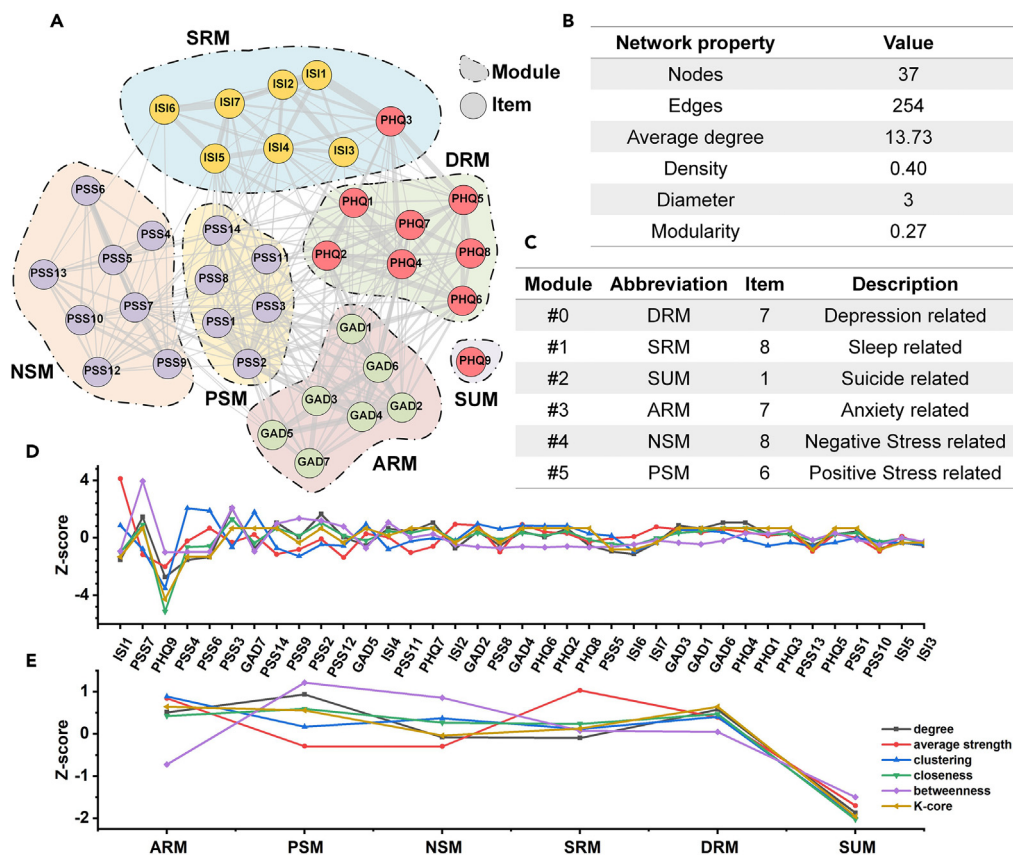 A
SRM
Module
Item
ISI1
ISI2
ISI7
ISI6
PHQ3
ISI5
ISI4
ISI3
DRM
PSS6
PSS4
PSS5
PSS13
PSS7
PSS10
PSS12
PSS9
NSM
PSS14
PSS11
PSS8
PSS3
PSS1
PSS2
PSM
PHQ1
PHQ5
PHQ7
PHQ2
PHQ4
PHQ8
PHQ6
GAD1
GAD6
GAD3
GAD2
GAD4
GAD5
GAD7
ARM
PHQ9
SUM
B
Network property Value
Nodes 37
Edges 254
Average degree 13.73
Density 0.40
Diameter 3
Modularity 0.27
C
Module Abbreviation Item Description
#0 DRM 7 Depression related
#1 SRM 8 Sleep related
#2 SUM 1 Suicide related
#3 ARM 7 Anxiety related
#4 NSM 8 Negative Stress related
#5 PSM 6 Positive Stress related
D
Z-score
4
0
-4
ISI1
PSS7
PHQ9
PSS4
PSS6
PSS3
GAD7
PSS14
PSS9
PSS2
PSS12
GAD5
ISI4
PSS11
PHQ7
ISI2
GAD2
PSS8
GAD4
PHQ6
PHQ2
PHQ8
PSS5
ISI6
ISI7
GAD3
GAD1
GAD6
PHQ4
PHQ1
PHQ3
PSS13
PHQ5
PSS1
PSS10
ISI5
ISI3
E
Z-score
1
0
-1
-2
ARM PSM NSM SRM DRM SUM
degree
average strength
clustering
closeness
betweenness
K-core